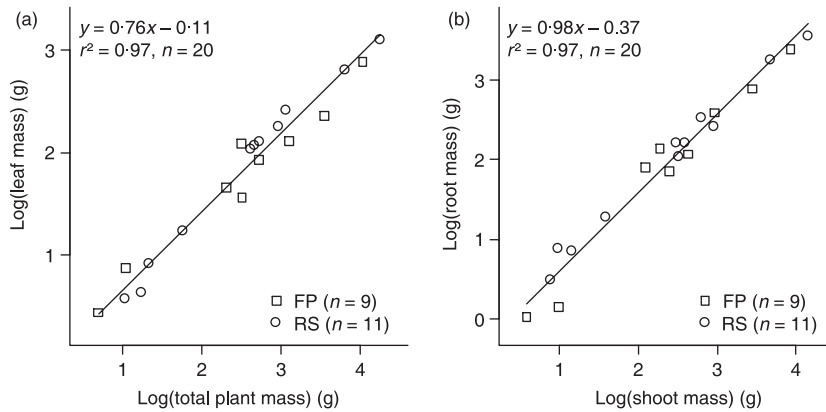 (a)
y = 0·76x – 0·11
r² = 0·97, n = 20
3
2
1
Log(leaf mass) (g)
FP (n = 9)
RS (n = 11)
1 2 3 4
Log(total plant mass) (g)
(b)
y = 0·98x – 0·37
r² = 0·97, n = 20
3
2
1
0
Log(root mass) (g)
FP (n = 9)
RS (n = 11)
1 2 3 4
Log(shoot mass) (g)